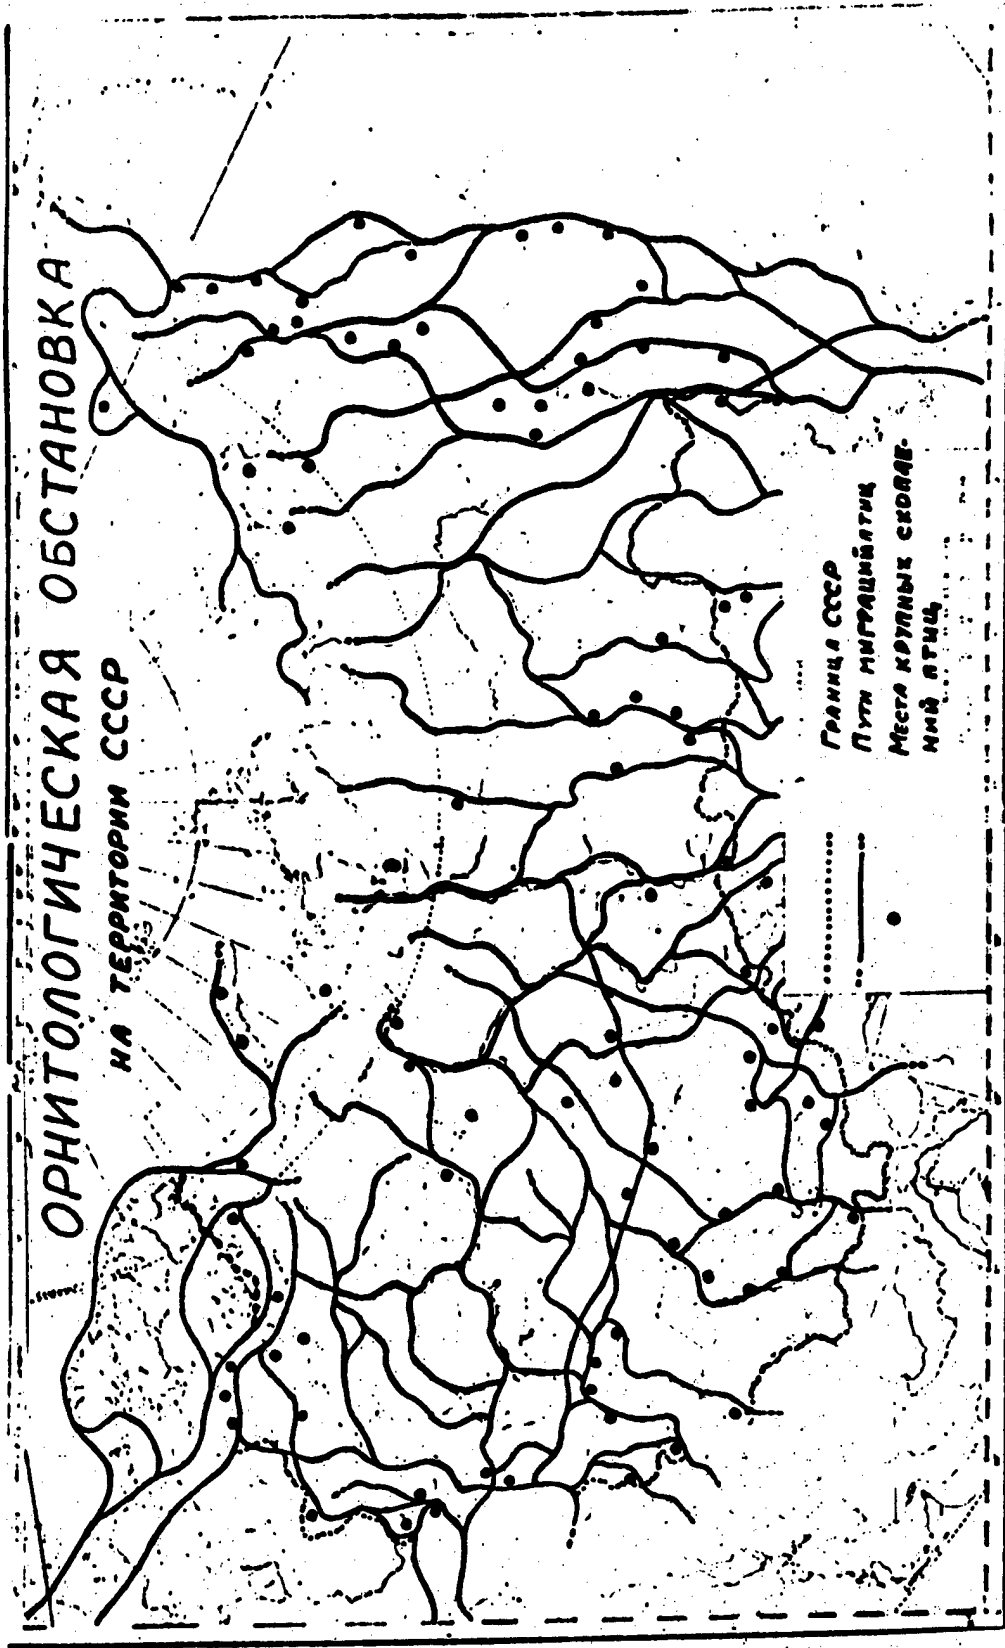 ОРНИТОЛОГИЧЕСКАЯ ОБСТАНОВКА
НА ТЕРРИТОРИИ СССР
ГРАНИЦА СССР
ПУТИ МИГРАЦИЙ ПТИЦ
МЕСТА КРУПНЫХ СКОПЛЕ-
НИЙ ПТИЦ